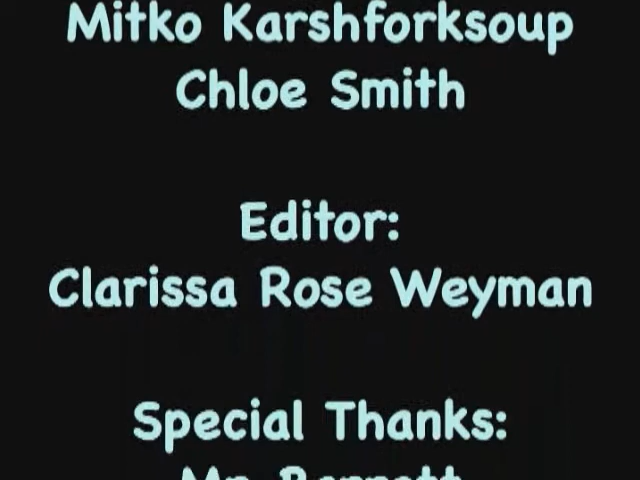 Mitko Karshforksoup
Chloe Smith
Editor:
Clarissa Rose Weyman
Special Thanks: